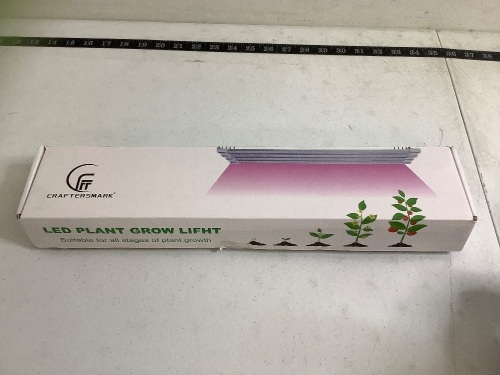 CRAFTERSMARK
LED PLANT GROW LIFHT
Suitable for all stages of plant growth